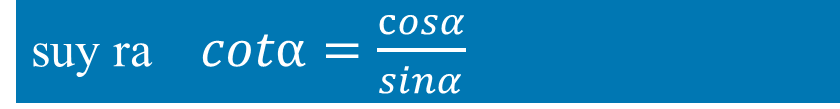 suy ra cotα = cosα/sinα